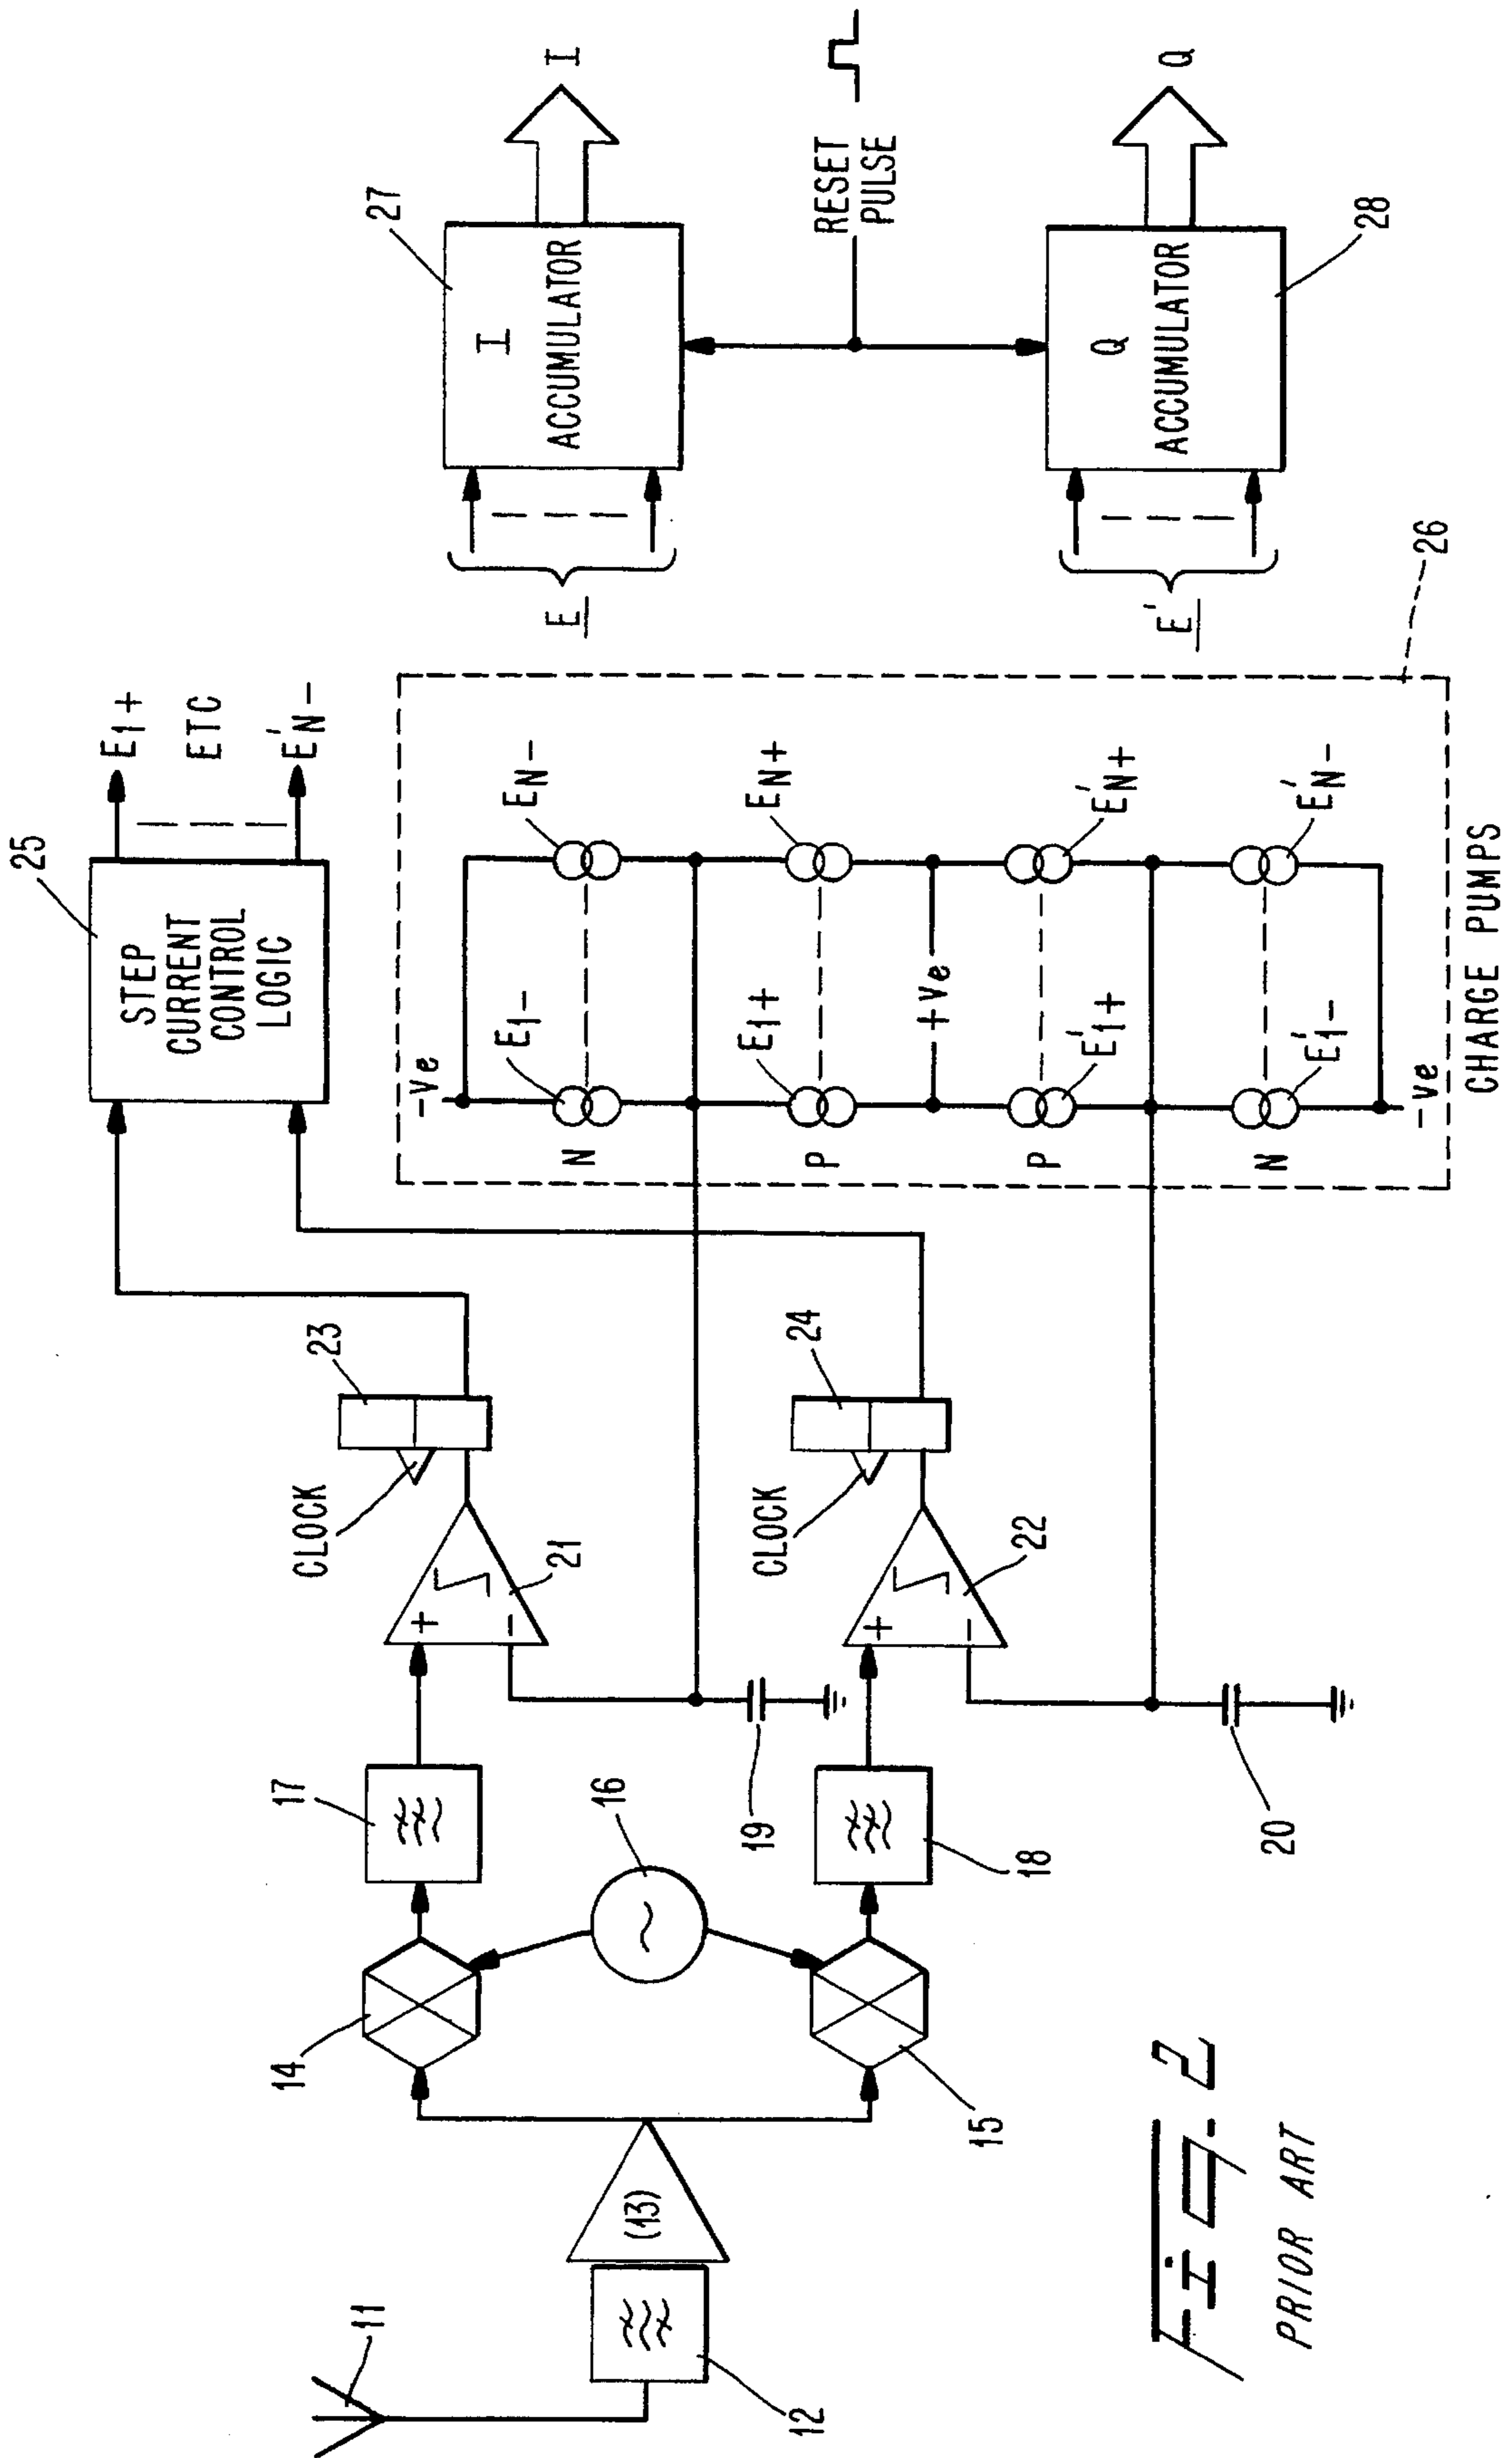 11
12
(13)
14
15
16
17
18
19
20
+
−
21
CLOCK
23
+
−
22
CLOCK
24
25
STEP
CURRENT
CONTROL
LOGIC
E1+
ETC
E'N−
−Ve
N
E1−
EN−
P
E1+
EN+
+Ve
P
E'1+
E'N+
N
E'1−
E'N−
−Ve
CHARGE PUMPS
26
E
27
I
ACCUMULATOR
I
RESET
PULSE
E'
Q
ACCUMULATOR
28
Q
FIG. 2
PRIOR ART